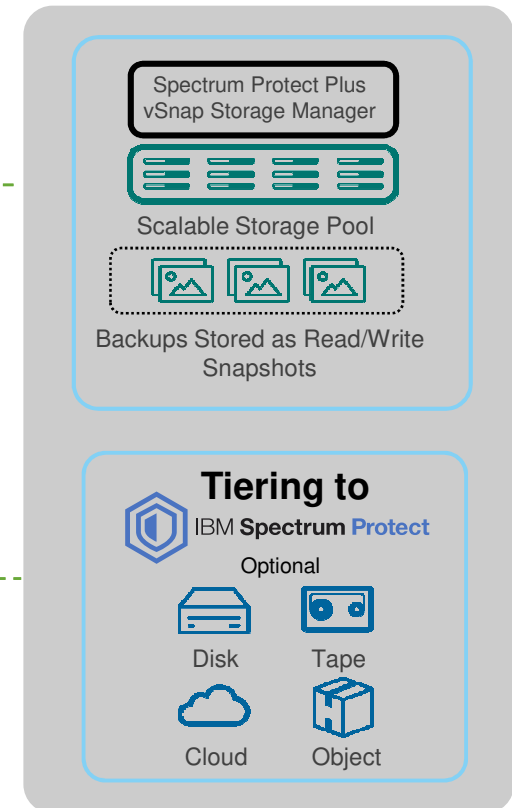 Spectrum Protect Plus
vSnap Storage Manager
Scalable Storage Pool
Backups Stored as Read/Write
Snapshots
Tiering to
IBM Spectrum Protect
Optional
Disk Tape
Cloud Object